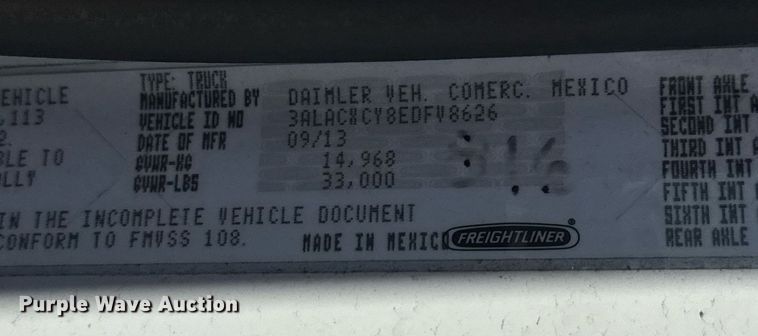 TYPE: TRUCK
MANUFACTURED BY DAIMLER VEH. COMERC. MEXICO
VEHICLE ID NO 3ALACXCY8EDFV8626
DATE OF MFR 09/13
GVWR-KG 14,968
GVWR-LBS 33,000
EHICLE
113
2.
BLE TO
LLY
IN THE INCOMPLETE VEHICLE DOCUMENT
CONFORM TO FMVSS 108.
MADE IN MEXICO FREIGHTLINER®
FRONT AXLE
FIRST INT A
SECOND INT
THIRD INT A
FOURTH INT
FIFTH INT
SIXTH INT
REAR AXLE
Purple Wave Auction